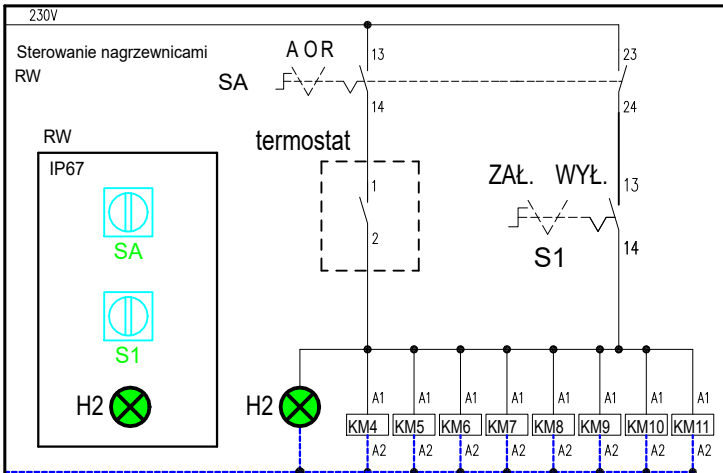 230V
Sterowanie nagrzewnicami
RW
A O R
SA
13
14
23
24
termostat
1
2
ZAŁ. WYŁ.
S1
13
14
RW
IP67
SA
S1
H2
H2
A1 A1 A1 A1 A1 A1 A1 A1
KM4 KM5 KM6 KM7 KM8 KM9 KM10 KM11
A2 A2 A2 A2 A2 A2 A2 A2